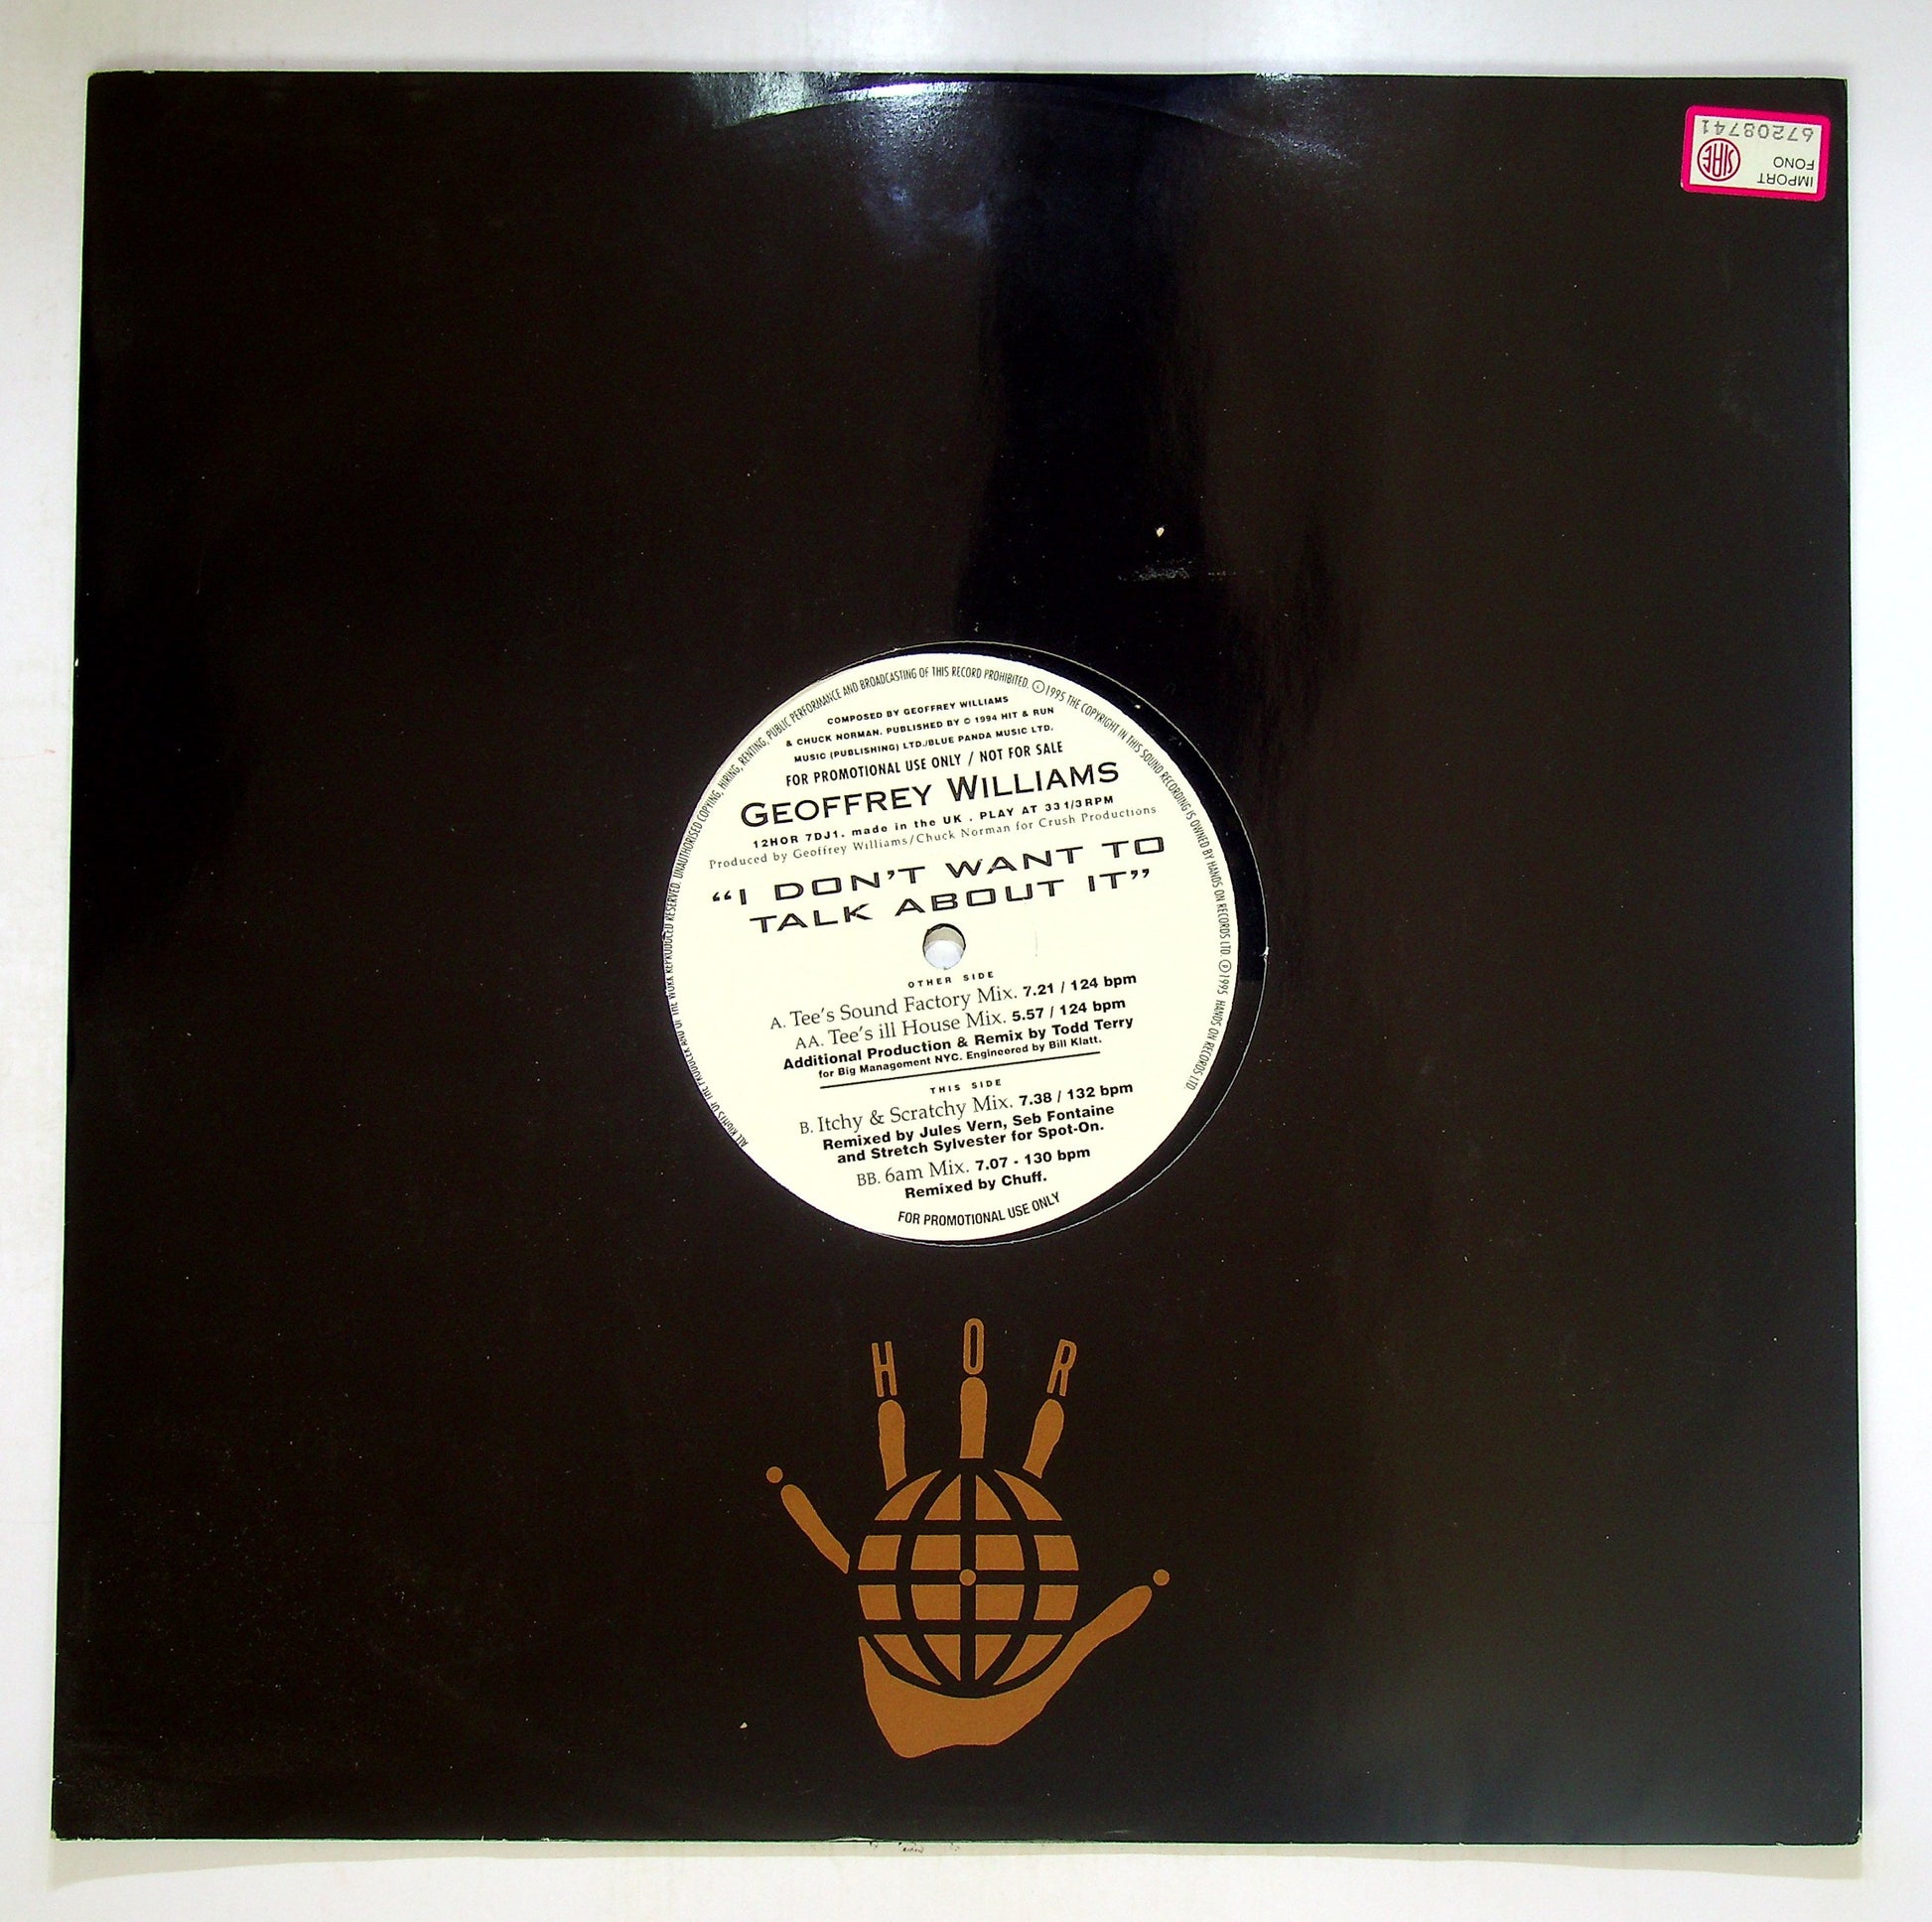 67208741
IMPORT
FONO
SIAE
ALL RIGHTS OF THE PRODUCER AND OF THE WORK REPRODUCED RESERVED. UNAUTHORISED COPYING, HIRING, RENTING, PUBLIC PERFORMANCE AND BROADCASTING OF THIS RECORD PROHIBITED. © 1995 THE COPYRIGHT IN THIS SOUND RECORDING IS OWNED BY HANDS ON RECORDS LTD. ℗ 1995 HANDS ON RECORDS LTD.
COMPOSED BY GEOFFREY WILLIAMS
& CHUCK NORMAN. PUBLISHED BY © 1994 HIT & RUN
MUSIC (PUBLISHING) LTD./BLUE PANDA MUSIC LTD.
FOR PROMOTIONAL USE ONLY / NOT FOR SALE
GEOFFREY WILLIAMS
12HOR 7DJ1. made in the UK . PLAY AT 33 1/3 RPM
Produced by Geoffrey Williams/Chuck Norman for Crush Productions
“I DON’T WANT TO
TALK ABOUT IT”
OTHER SIDE
A. Tee’s Sound Factory Mix. 7.21 / 124 bpm
AA. Tee’s ill House Mix. 5.57 / 124 bpm
Additional Production & Remix by Todd Terry
for Big Management NYC. Engineered by Bill Klatt.
THIS SIDE
B. Itchy & Scratchy Mix. 7.38 / 132 bpm
Remixed by Jules Vern, Seb Fontaine
and Stretch Sylvester for Spot-On.
BB. 6am Mix. 7.07 - 130 bpm
Remixed by Chuff.
FOR PROMOTIONAL USE ONLY
HOR